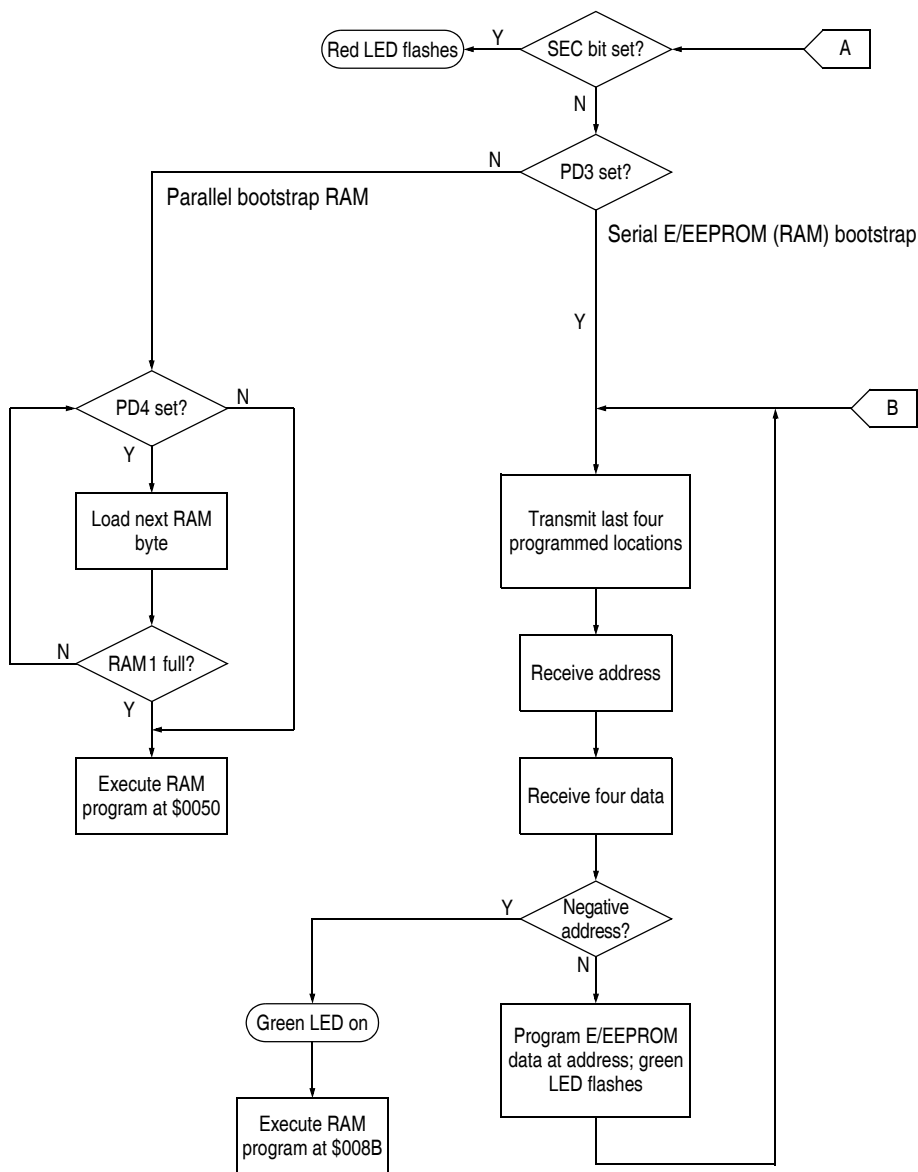 Red LED flashes
Y
SEC bit set?
A
N
N
PD3 set?
Parallel bootstrap RAM
Serial E/EEPROM (RAM) bootstrap
Y
PD4 set?
N
B
Y
Load next RAM
byte
Transmit last four
programmed locations
N
RAM1 full?
Receive address
Y
Execute RAM
program at $0050
Receive four data
Y
Negative
address?
N
Green LED on
Program E/EEPROM
data at address; green
LED flashes
Execute RAM
program at $008B